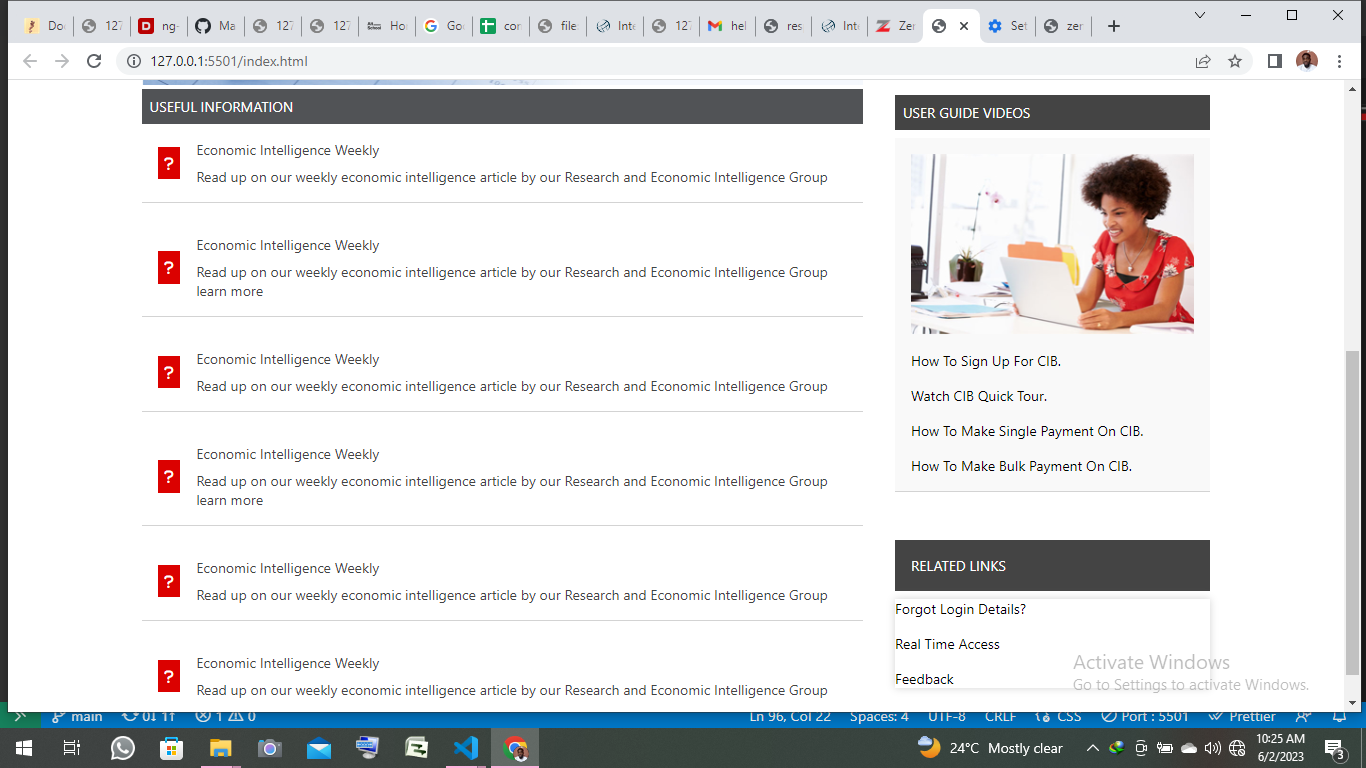 Do
127
ng-
Ma
127
127
Ho
Goo
cor
file
Inte
127
hel
res
Inte
Zer
Set
zer
127.0.0.1:5501/index.html
USEFUL INFORMATION
?
Economic Intelligence Weekly
Read up on our weekly economic intelligence article by our Research and Economic Intelligence Group
?
Economic Intelligence Weekly
Read up on our weekly economic intelligence article by our Research and Economic Intelligence Group
learn more
?
Economic Intelligence Weekly
Read up on our weekly economic intelligence article by our Research and Economic Intelligence Group
?
Economic Intelligence Weekly
Read up on our weekly economic intelligence article by our Research and Economic Intelligence Group
learn more
?
Economic Intelligence Weekly
Read up on our weekly economic intelligence article by our Research and Economic Intelligence Group
?
Economic Intelligence Weekly
Read up on our weekly economic intelligence article by our Research and Economic Intelligence Group
USER GUIDE VIDEOS
How To Sign Up For CIB.
Watch CIB Quick Tour.
How To Make Single Payment On CIB.
How To Make Bulk Payment On CIB.
RELATED LINKS
Forgot Login Details?
Real Time Access
Feedback
Activate Windows
Go to Settings to activate Windows.
main 0↓ 1↑ 1 0 Ln 96, Col 22 Spaces: 4 UTF-8 CRLF CSS Port : 5501 Prettier
24°C Mostly clear
10:25 AM
6/2/2023
3